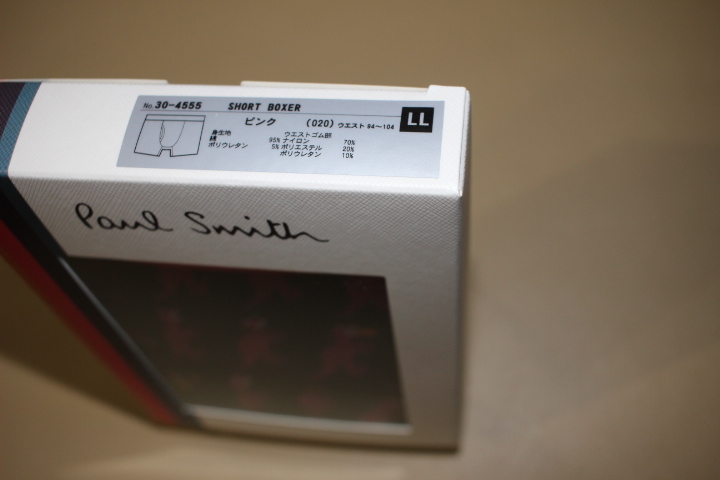 No. 30-4555 SHORT BOXER
ピンク (020) ウエスト 94〜104 LL
身生地 ウエストゴム部
綿 95% ナイロン 70%
ポリウレタン 5% ポリエステル 20%
ポリウレタン 10%
Paul Smith